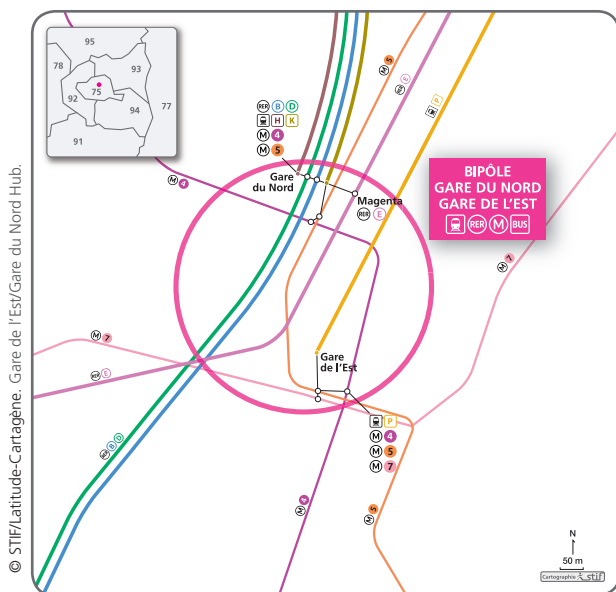 95
78
93
92
75
77
94
91
M 5
RER E
P
RER B D
H K
M 4
M 5
Gare
du Nord
Magenta
RER E
M 4
BIPÔLE
GARE DU NORD
GARE DE L'EST
RER M BUS
M 7
M 7
RER E
Gare
de l'Est
P
M 4
M 5
M 7
RER B D
M 4
M 5
N
50 m
Cartographie stif
© STIF/Latitude-Cartagène. Gare de l'Est/Gare du Nord Hub.